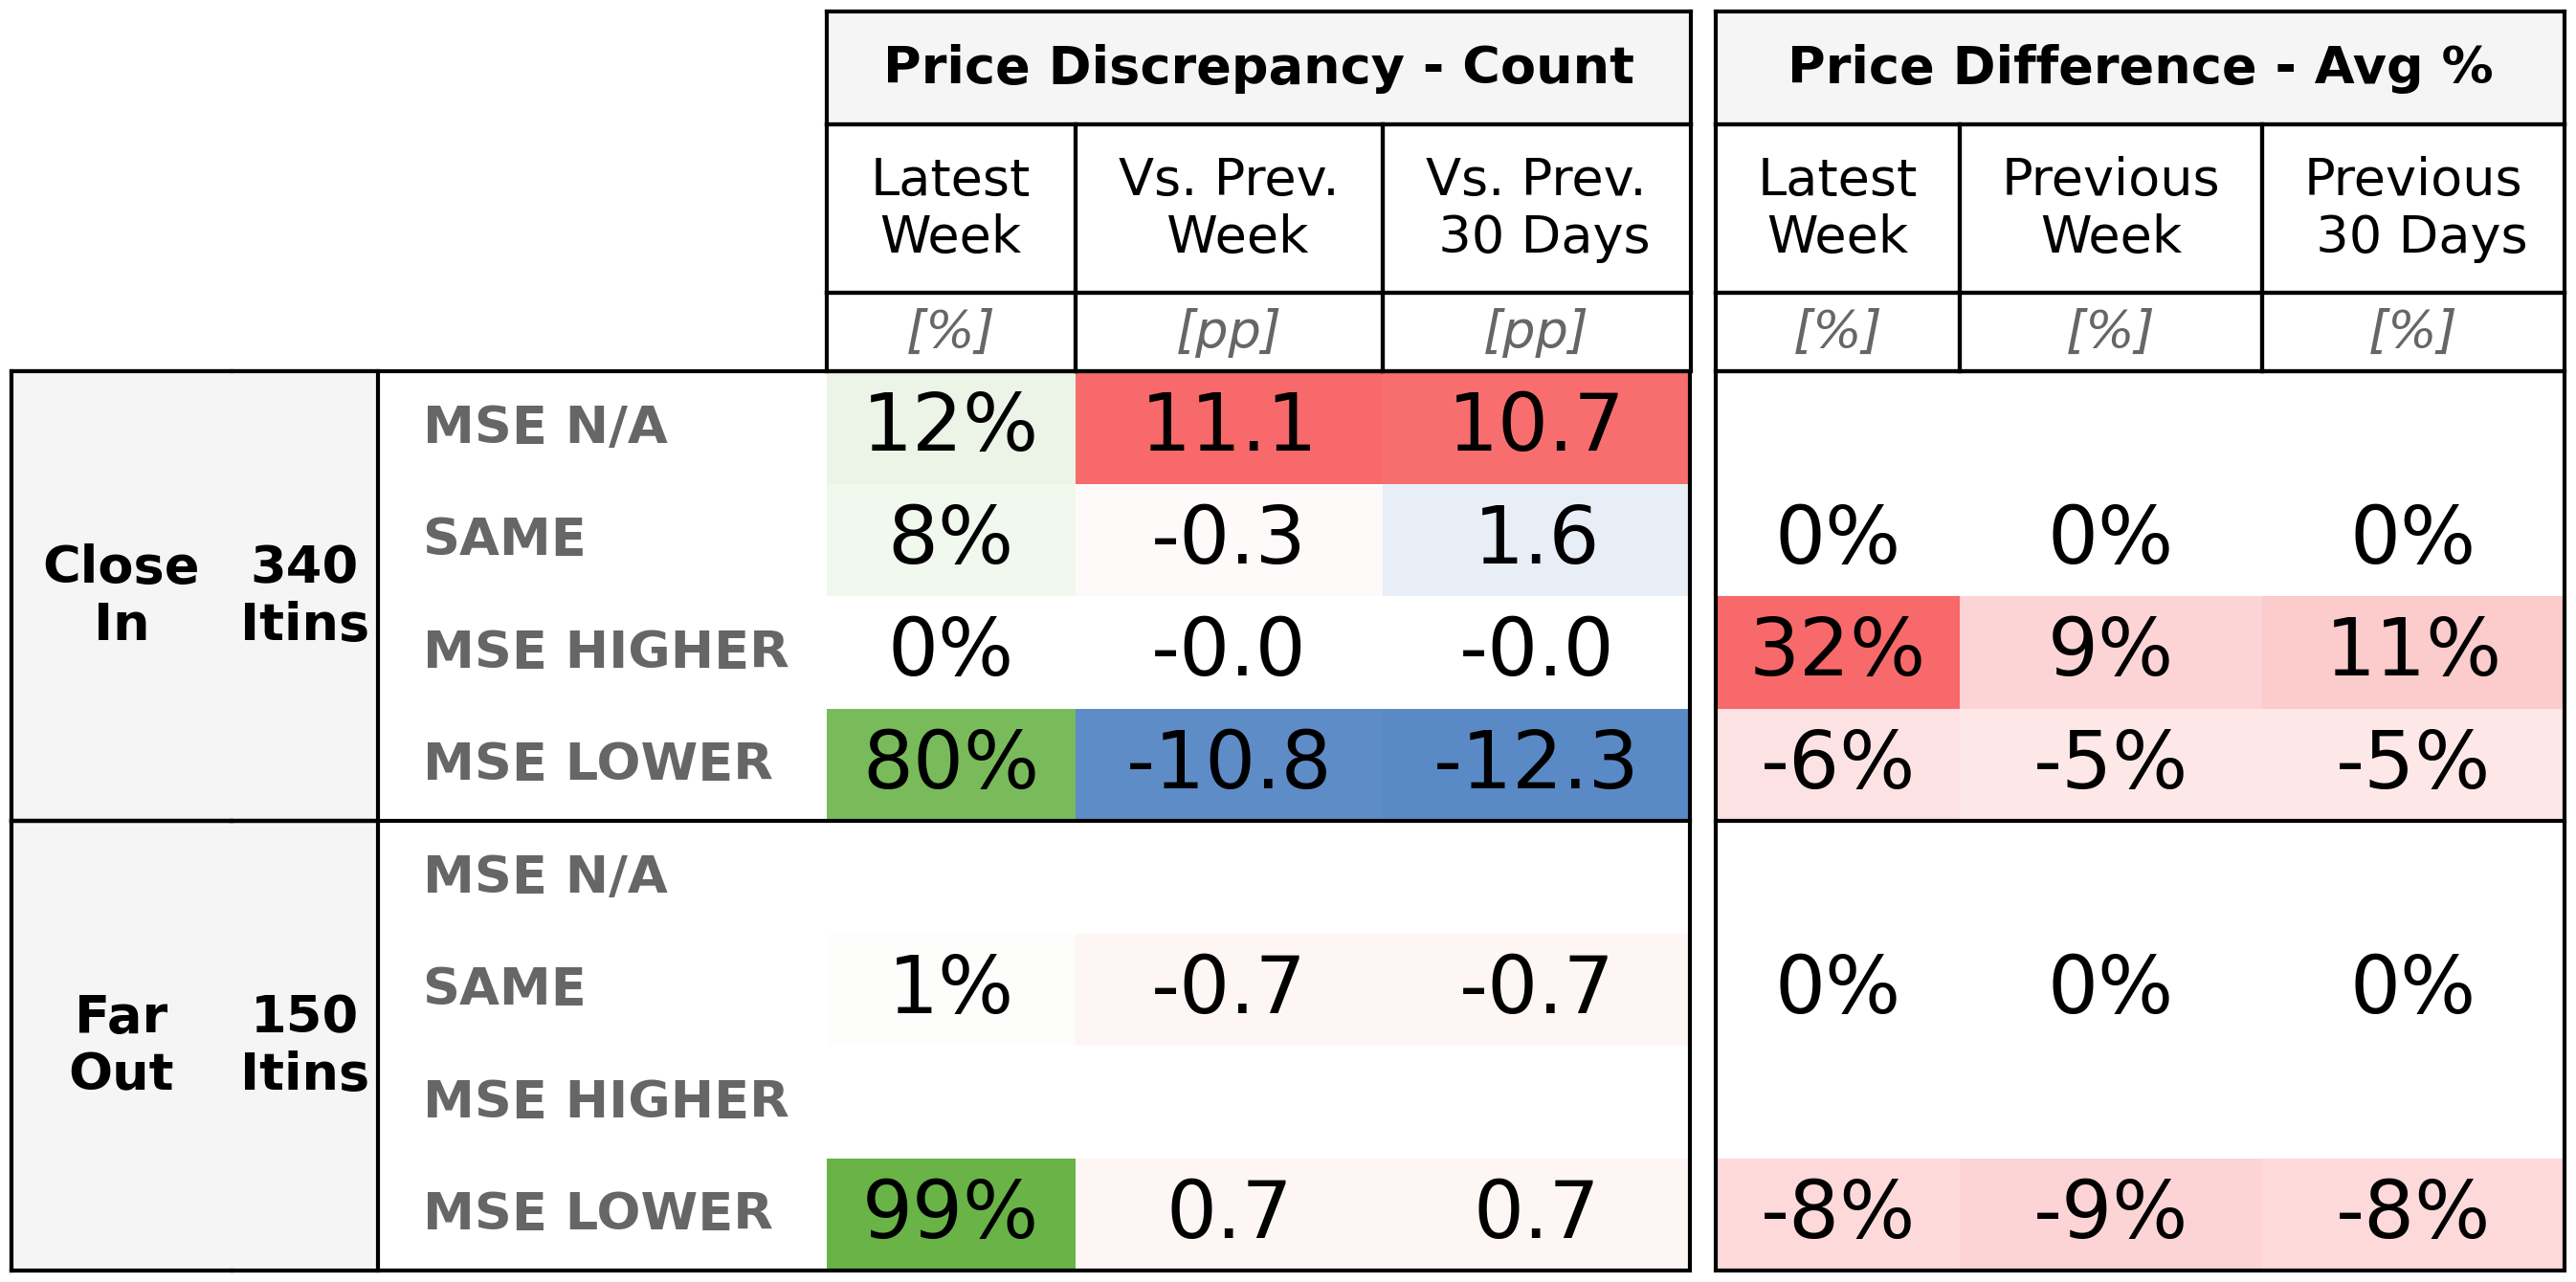 Price Discrepancy - Count Price Difference - Avg %
Latest Vs. Prev. Vs. Prev. Latest Previous Previous
Week Week 30 Days Week Week 30 Days
[%] [pp] [pp] [%] [%] [%]
Close In
340 Itins
MSE N/A 12% 11.1 10.7
SAME 8% -0.3 1.6 0% 0% 0%
MSE HIGHER 0% -0.0 -0.0 32% 9% 11%
MSE LOWER 80% -10.8 -12.3 -6% -5% -5%
Far Out
150 Itins
MSE N/A
SAME 1% -0.7 -0.7 0% 0% 0%
MSE HIGHER
MSE LOWER 99% 0.7 0.7 -8% -9% -8%